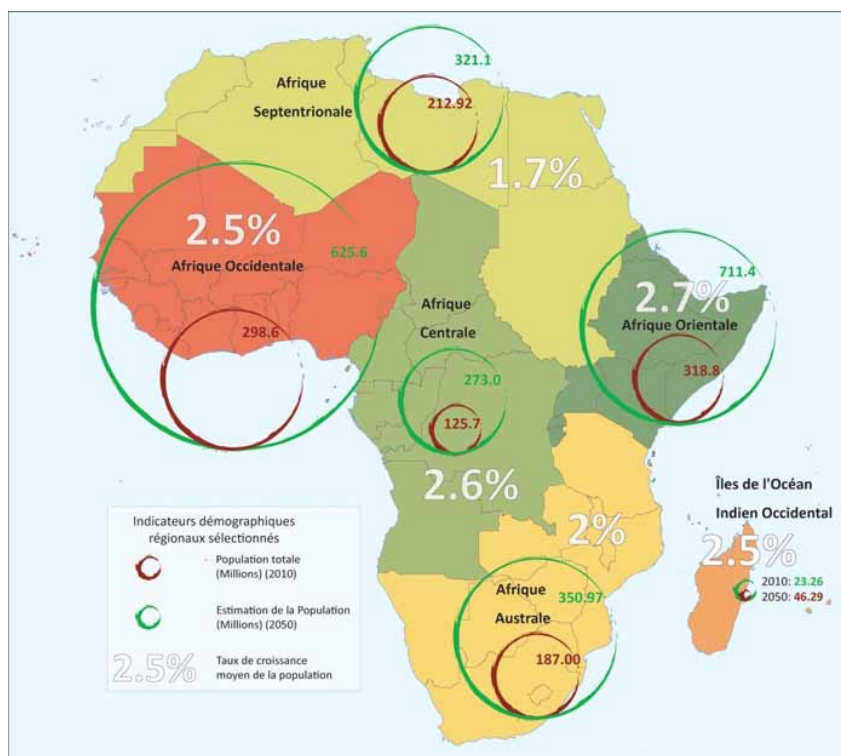 321.1
Afrique
Septentrionale
212.92
1.7%
2.5%
625.6
Afrique Occidentale
711.4
2.7%
Afrique Orientale
Afrique
Centrale
298.6
318.8
273.0
125.7
2.6%
Îles de l'Océan
Indien Occidental
2%
2.5%
2010: 23.26
2050: 46.29
Afrique
Australe
350.97
187.00
Indicateurs démographiques
régionaux sélectionnés
Population totale
(Millions) (2010)
Estimation de la Population
(Millions) (2050)
2.5%
Taux de croissance
moyen de la population